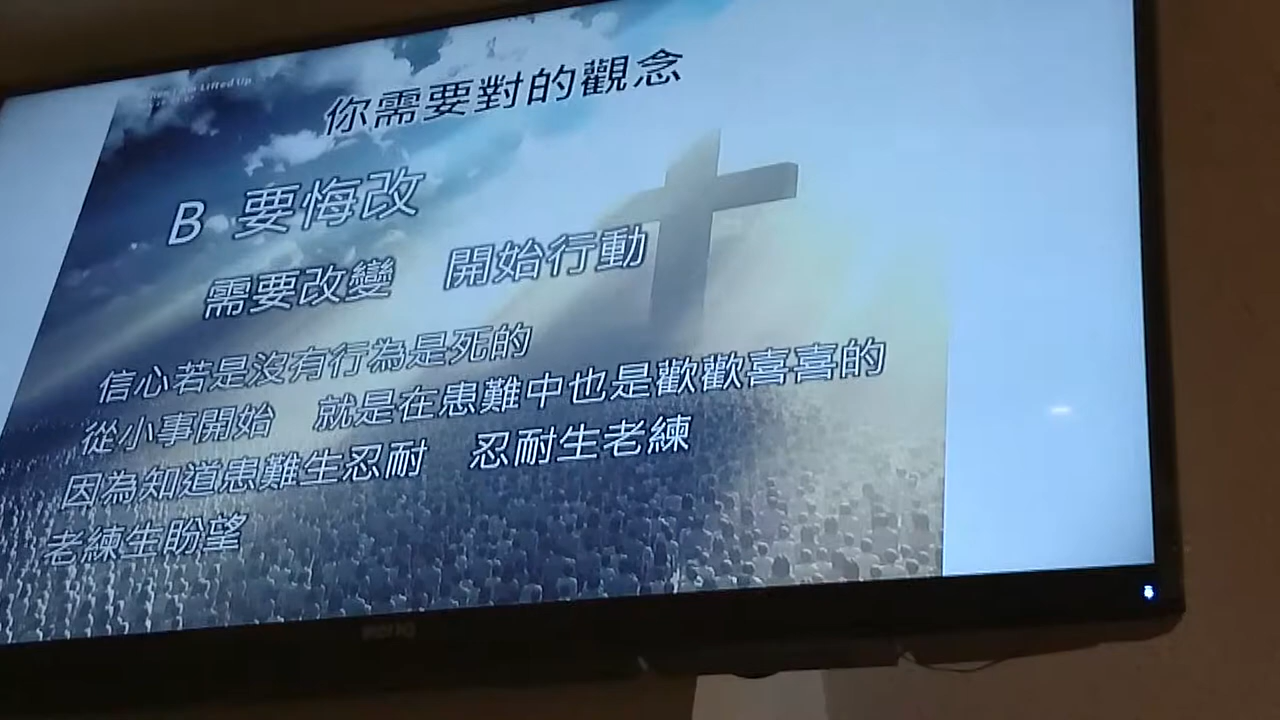 Lifted Up
你需要對的觀念
B 要悔改
需要改變 開始行動
信心若是沒有行為是死的
從小事開始 就是在患難中也是歡歡喜喜的
因為知道患難生忍耐 忍耐生老練
老練生盼望